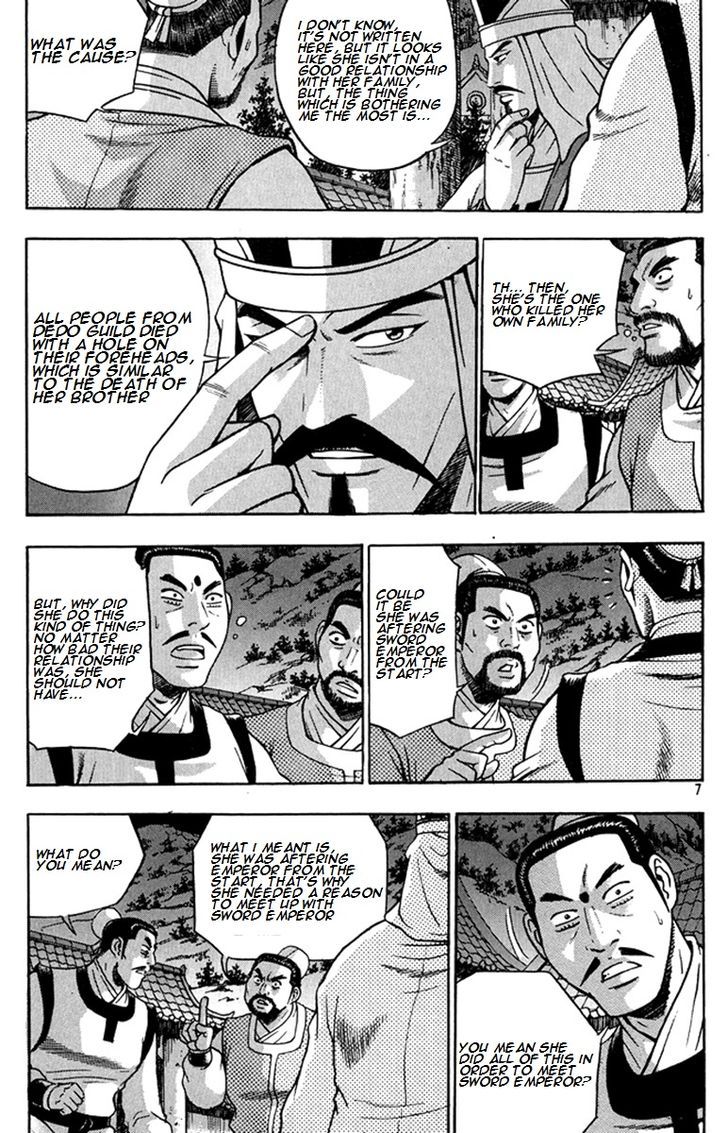 WHAT WAS
THE CAUSE?
I DON'T KNOW,
IT'S NOT WRITTEN
HERE, BUT IT LOOKS
LIKE SHE ISN'T IN A
GOOD RELATIONSHIP
WITH HER FAMILY,
BUT, THE THING
WHICH IS BOTHERING
ME THE MOST IS...
ALL PEOPLE FROM
DEDO GUILD DIED
WITH A HOLE ON
THEIR FOREHEADS,
WHICH IS SIMILAR
TO THE DEATH OF
HER BROTHER
TH... THEN,
SHE'S THE ONE
WHO KILLED HER
OWN FAMILY?
BUT, WHY DID
SHE DO THIS
KIND OF THING?
NO MATTER
HOW BAD THEIR
RELATIONSHIP
WAS, SHE
SHOULD NOT
HAVE...
COULD
IT BE
SHE WAS
AFTERING
SWORD
EMPEROR
FROM THE
START?
7
WHAT DO
YOU MEAN?
WHAT I MEANT IS,
SHE WAS AFTERING
EMPEROR FROM THE
START, THAT'S WHY
SHE NEEDED A REASON
TO MEET UP WITH
SWORD EMPEROR
YOU MEAN SHE
DID ALL OF THIS IN
ORDER TO MEET
SWORD EMPEROR?